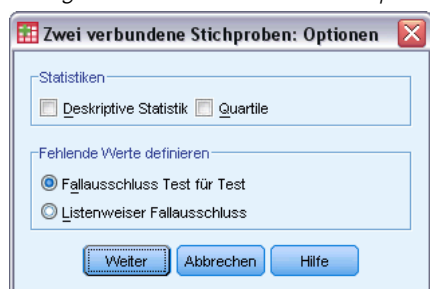 Zwei verbundene Stichproben: Optionen
Statistiken
Deskriptive Statistik Quartile
Fehlende Werte definieren
Fallausschluss Test für Test
Listenweiser Fallausschluss
Weiter Abbrechen Hilfe